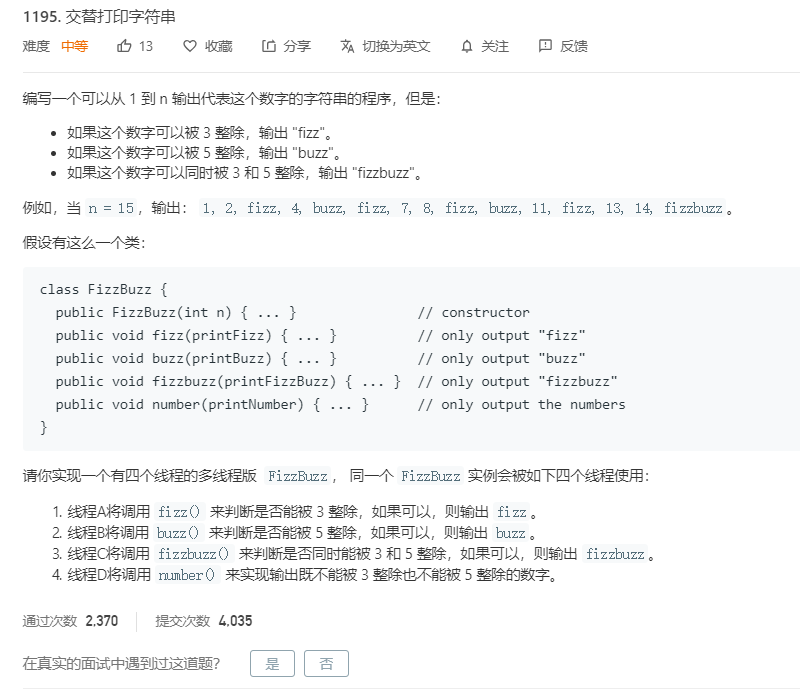 1195. 交替打印字符串
难度 中等 13 收藏 分享 切换为英文 关注 反馈
编写一个可以从 1 到 n 输出代表这个数字的字符串的程序，但是：
• 如果这个数字可以被 3 整除，输出 "fizz"。
• 如果这个数字可以被 5 整除，输出 "buzz"。
• 如果这个数字可以同时被 3 和 5 整除，输出 "fizzbuzz"。
例如，当 n = 15，输出： 1, 2, fizz, 4, buzz, fizz, 7, 8, fizz, buzz, 11, fizz, 13, 14, fizzbuzz。
假设有这么一个类：
class FizzBuzz {
  public FizzBuzz(int n) { ... }               // constructor
  public void fizz(printFizz) { ... }          // only output "fizz"
  public void buzz(printBuzz) { ... }          // only output "buzz"
  public void fizzbuzz(printFizzBuzz) { ... }  // only output "fizzbuzz"
  public void number(printNumber) { ... }      // only output the numbers
}
请你实现一个有四个线程的多线程版 FizzBuzz， 同一个 FizzBuzz 实例会被如下四个线程使用：
1. 线程A将调用 fizz() 来判断是否能被 3 整除，如果可以，则输出 fizz。
2. 线程B将调用 buzz() 来判断是否能被 5 整除，如果可以，则输出 buzz。
3. 线程C将调用 fizzbuzz() 来判断是否同时能被 3 和 5 整除，如果可以，则输出 fizzbuzz。
4. 线程D将调用 number() 来实现输出既不能被 3 整除也不能被 5 整除的数字。
通过次数 2,370 提交次数 4,035
在真实的面试中遇到过这道题？ 是 否